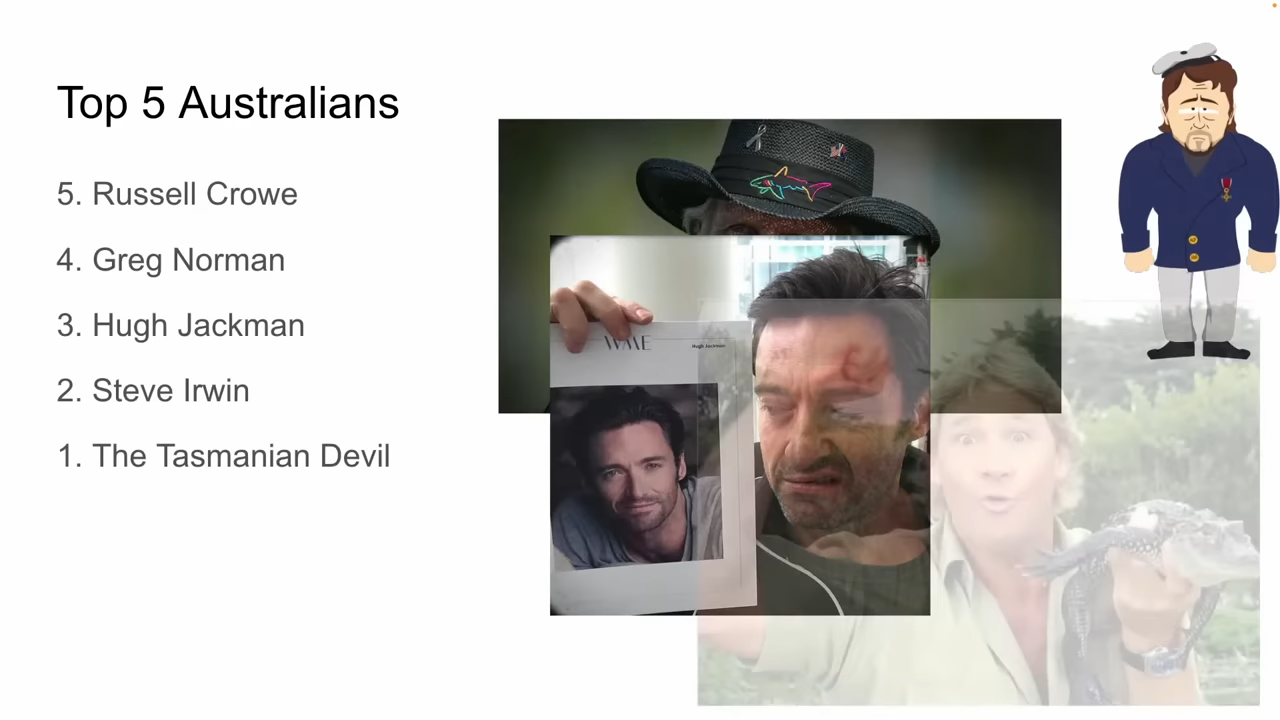 Top 5 Australians
5. Russell Crowe
4. Greg Norman
3. Hugh Jackman
2. Steve Irwin
1. The Tasmanian Devil
WME
Hugh Jackman